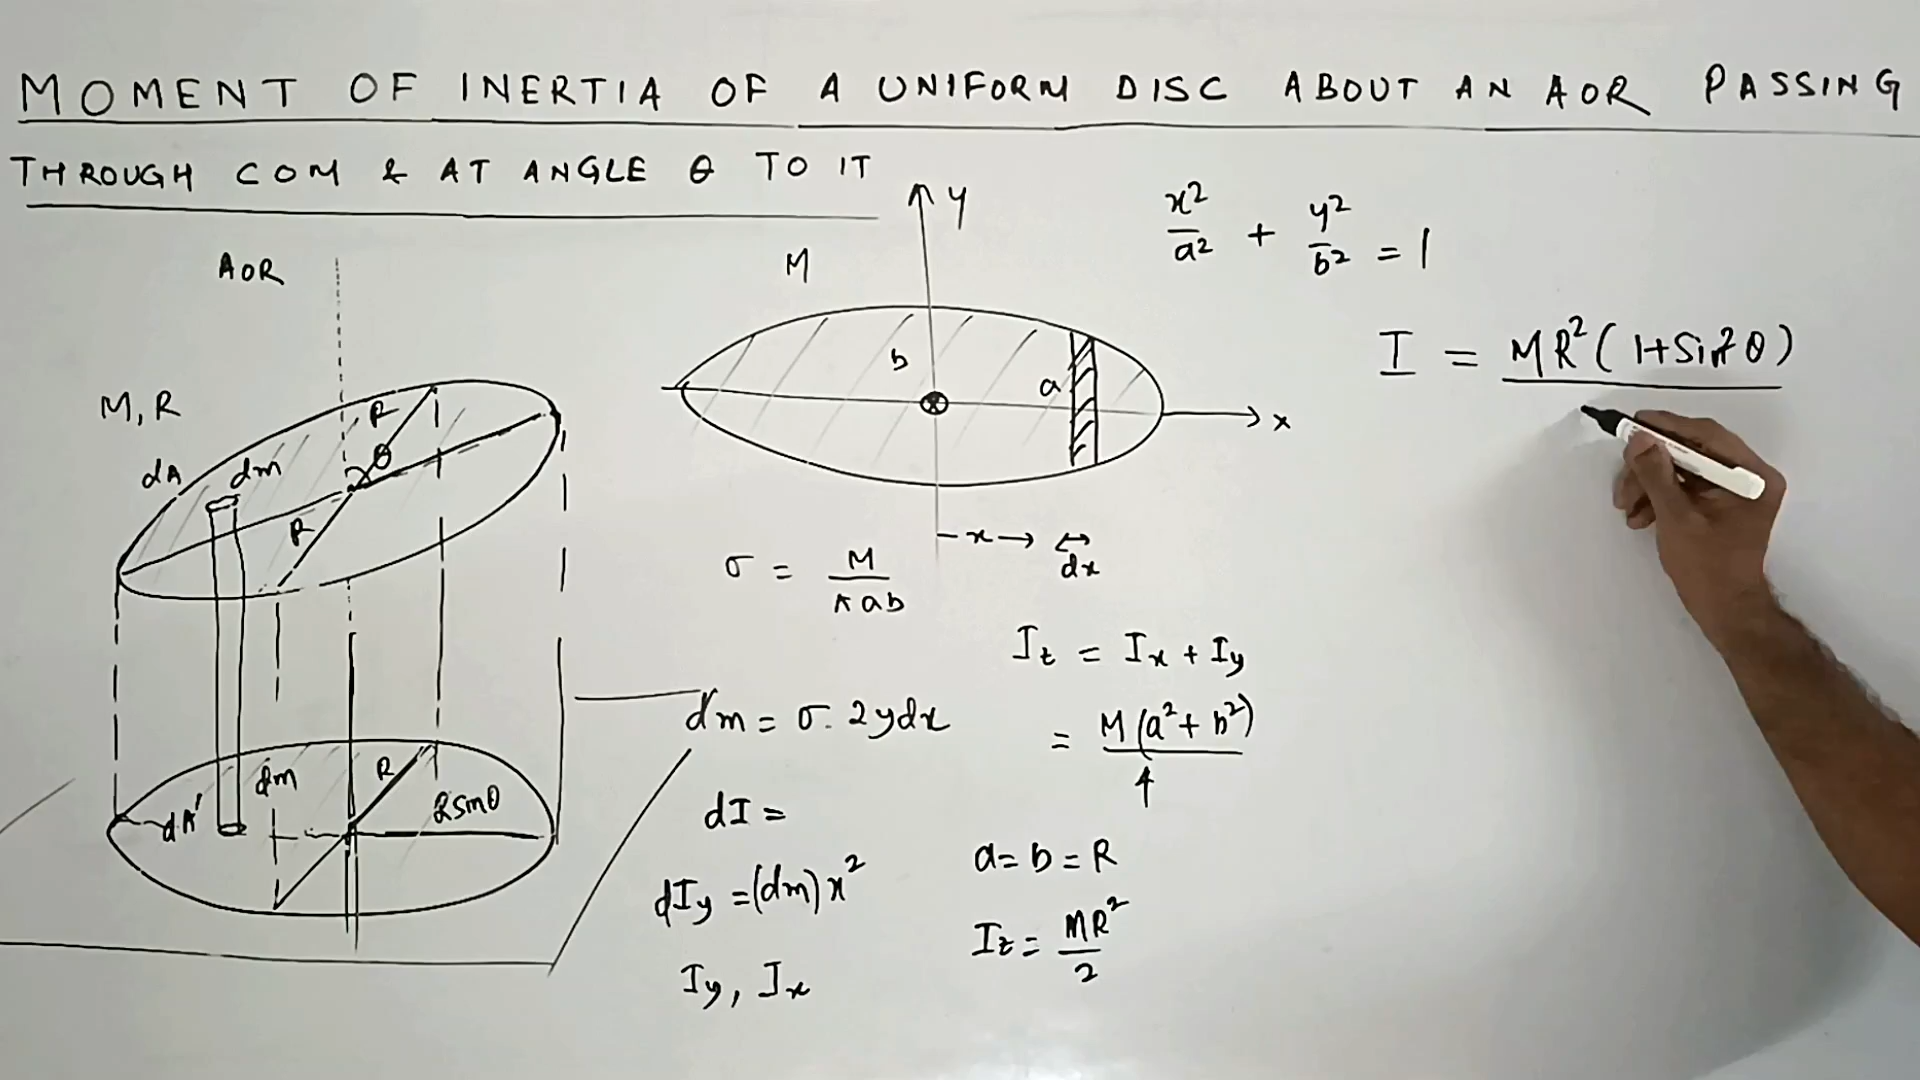 MOMENT OF INERTIA OF A UNIFORM DISC ABOUT AN AOR PASSING
THROUGH COM & AT ANGLE θ TO IT
AOR
M, R
dA
dm
R
θ
R
dm
R
RSinθ
dA'
M
y
b
a
x
x
dx
x²/a² + y²/b² = 1
I = MR²(1+Sin²θ)
σ = M/πab
dm = σ. 2ydx
dI =
dIy = (dm)x²
Iy, Ix
Iz = Ix + Iy
= M(a²+b²)/4
a = b = R
Iz = MR²/2